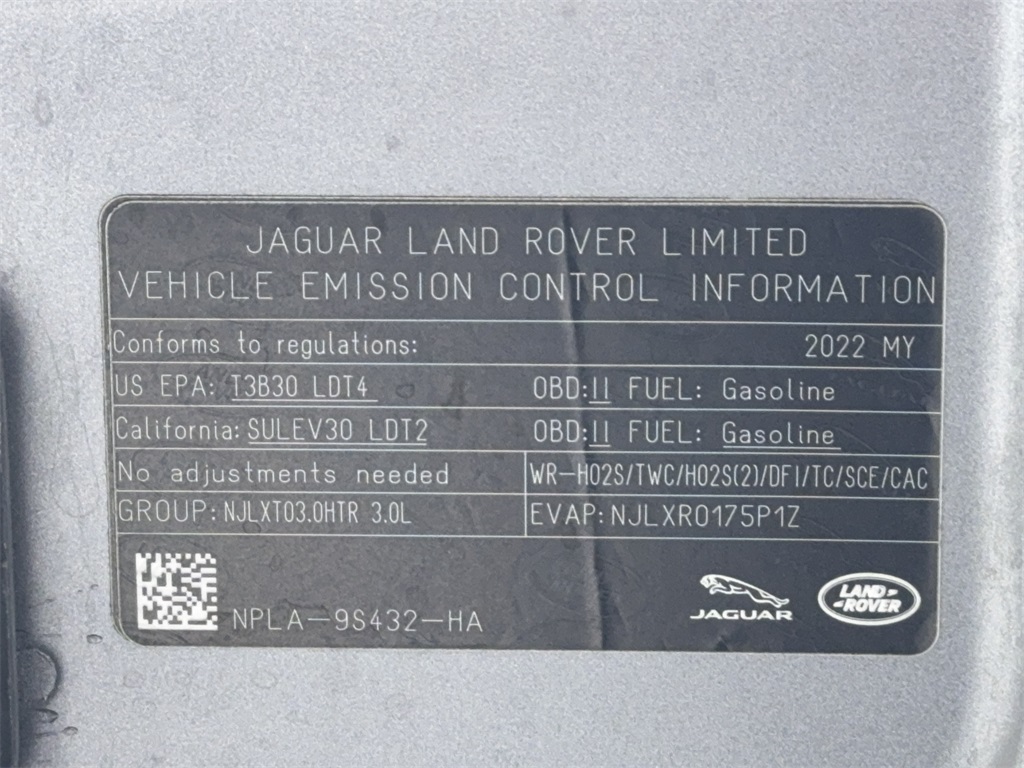 JAGUAR LAND ROVER LIMITED
VEHICLE EMISSION CONTROL INFORMATION
Conforms to regulations: 2022 MY
US EPA: T3B30 LDT4 OBD:II FUEL: Gasoline
California: SULEV30 LDT2 OBD:II FUEL: Gasoline
No adjustments needed WR-HO2S/TWC/HO2S(2)/DFI/TC/SCE/CAC
GROUP: NJLXT03.0HTR 3.0L EVAP: NJLXR0175P1Z
NPLA-9S432-HA
JAGUAR
LAND
ROVER